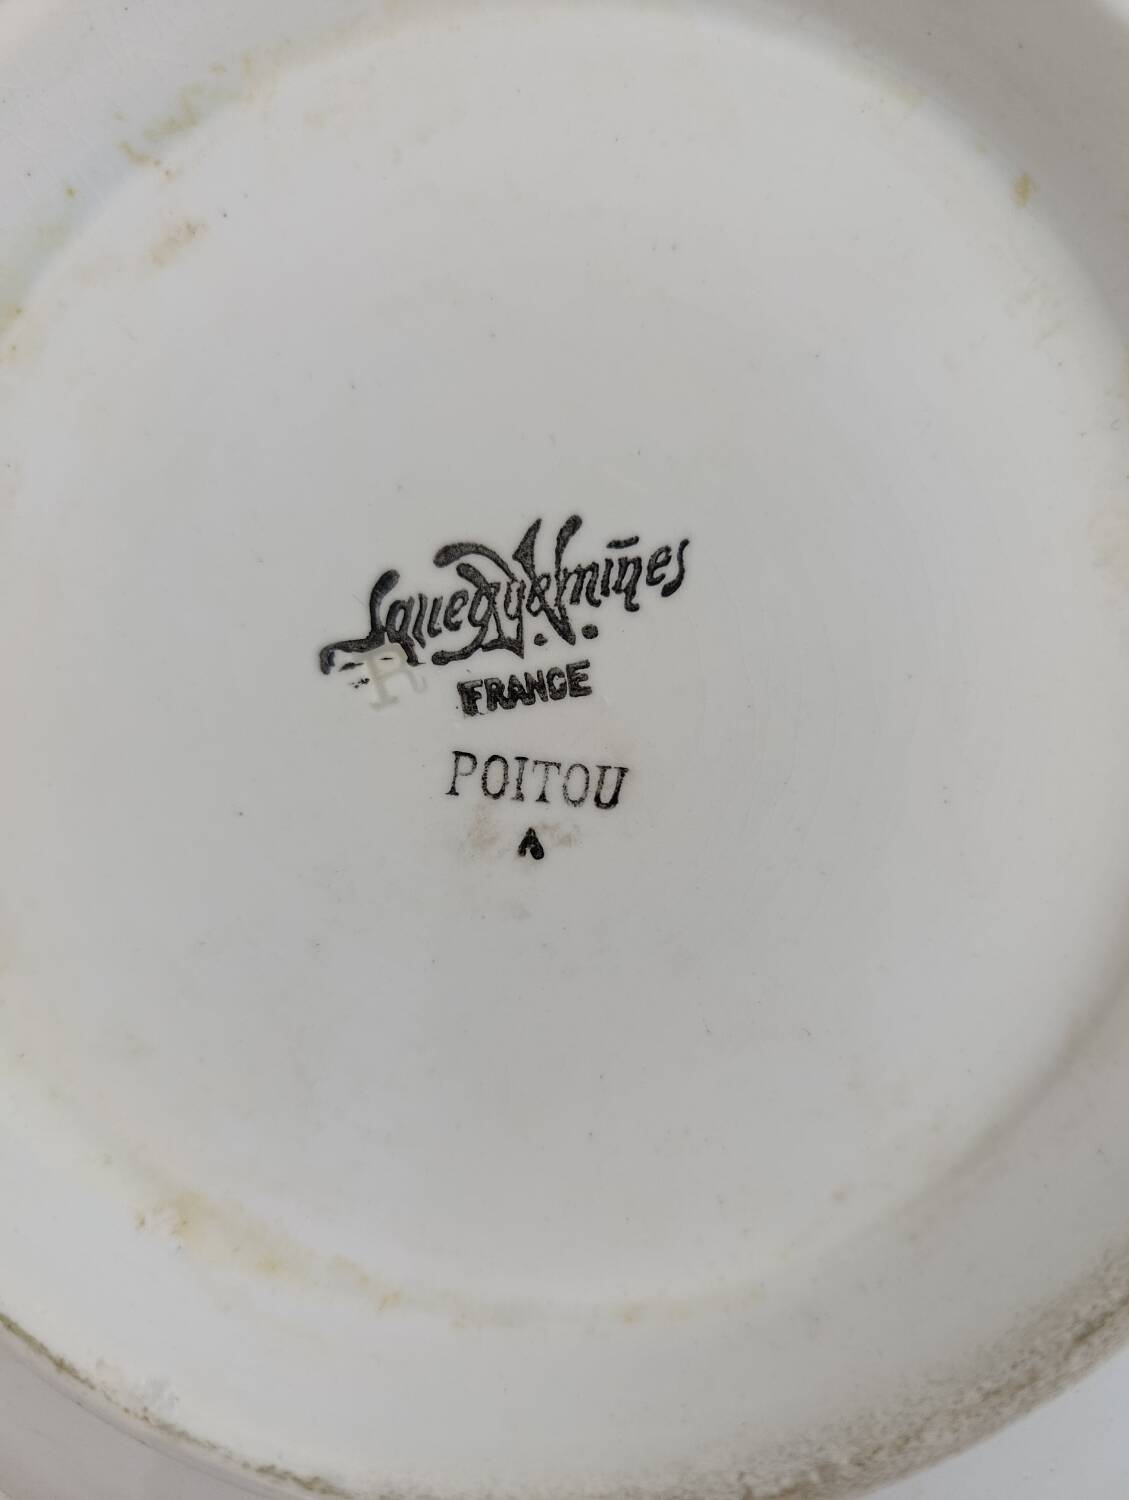 Sarreguemines
FRANCE
R
POITOU
A